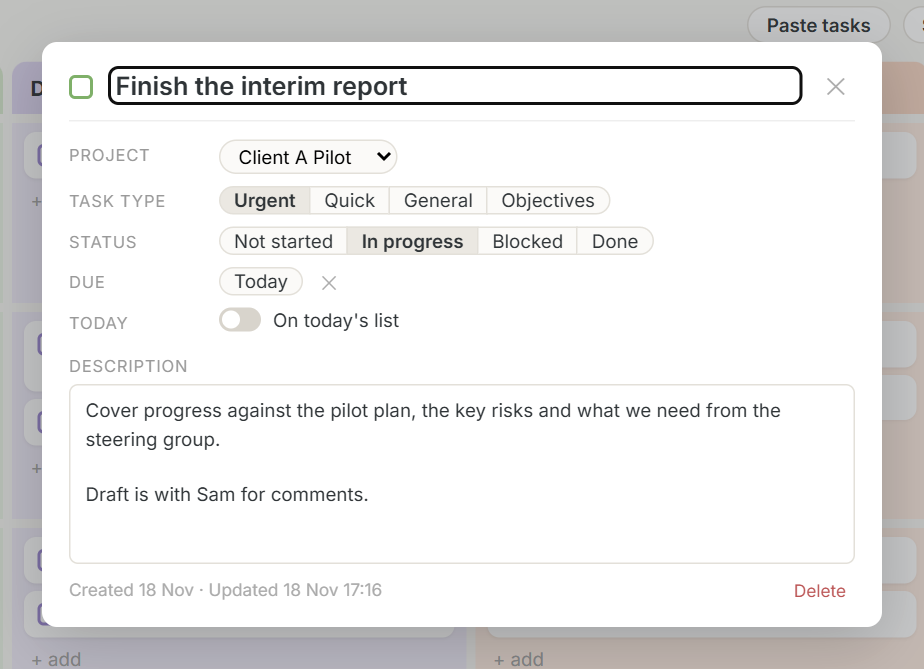 Paste tasks
Finish the interim report
PROJECT
Client A Pilot
TASK TYPE
Urgent Quick General Objectives
STATUS
Not started In progress Blocked Done
DUE
Today
TODAY
On today's list
DESCRIPTION
Cover progress against the pilot plan, the key risks and what we need from the
steering group.
Draft is with Sam for comments.
Created 18 Nov · Updated 18 Nov 17:16
Delete
+ add
+ add